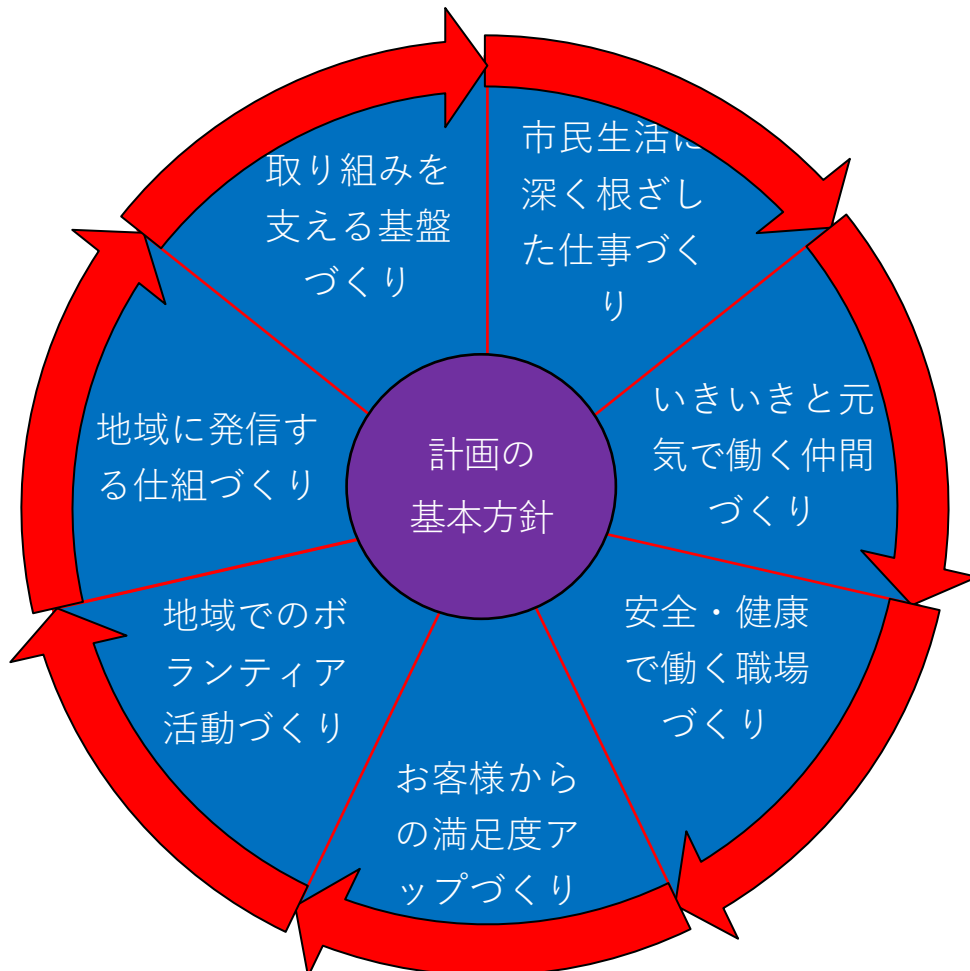 市民生活に
深く根ざし
た仕事づく
り
いきいきと元
気で働く仲間
づくり
安全・健康
で働く職場
づくり
お客様から
の満足度ア
ップづくり
地域でのボ
ランティア
活動づくり
地域に発信す
る仕組づくり
取り組みを
支える基盤
づくり
計画の
基本方針